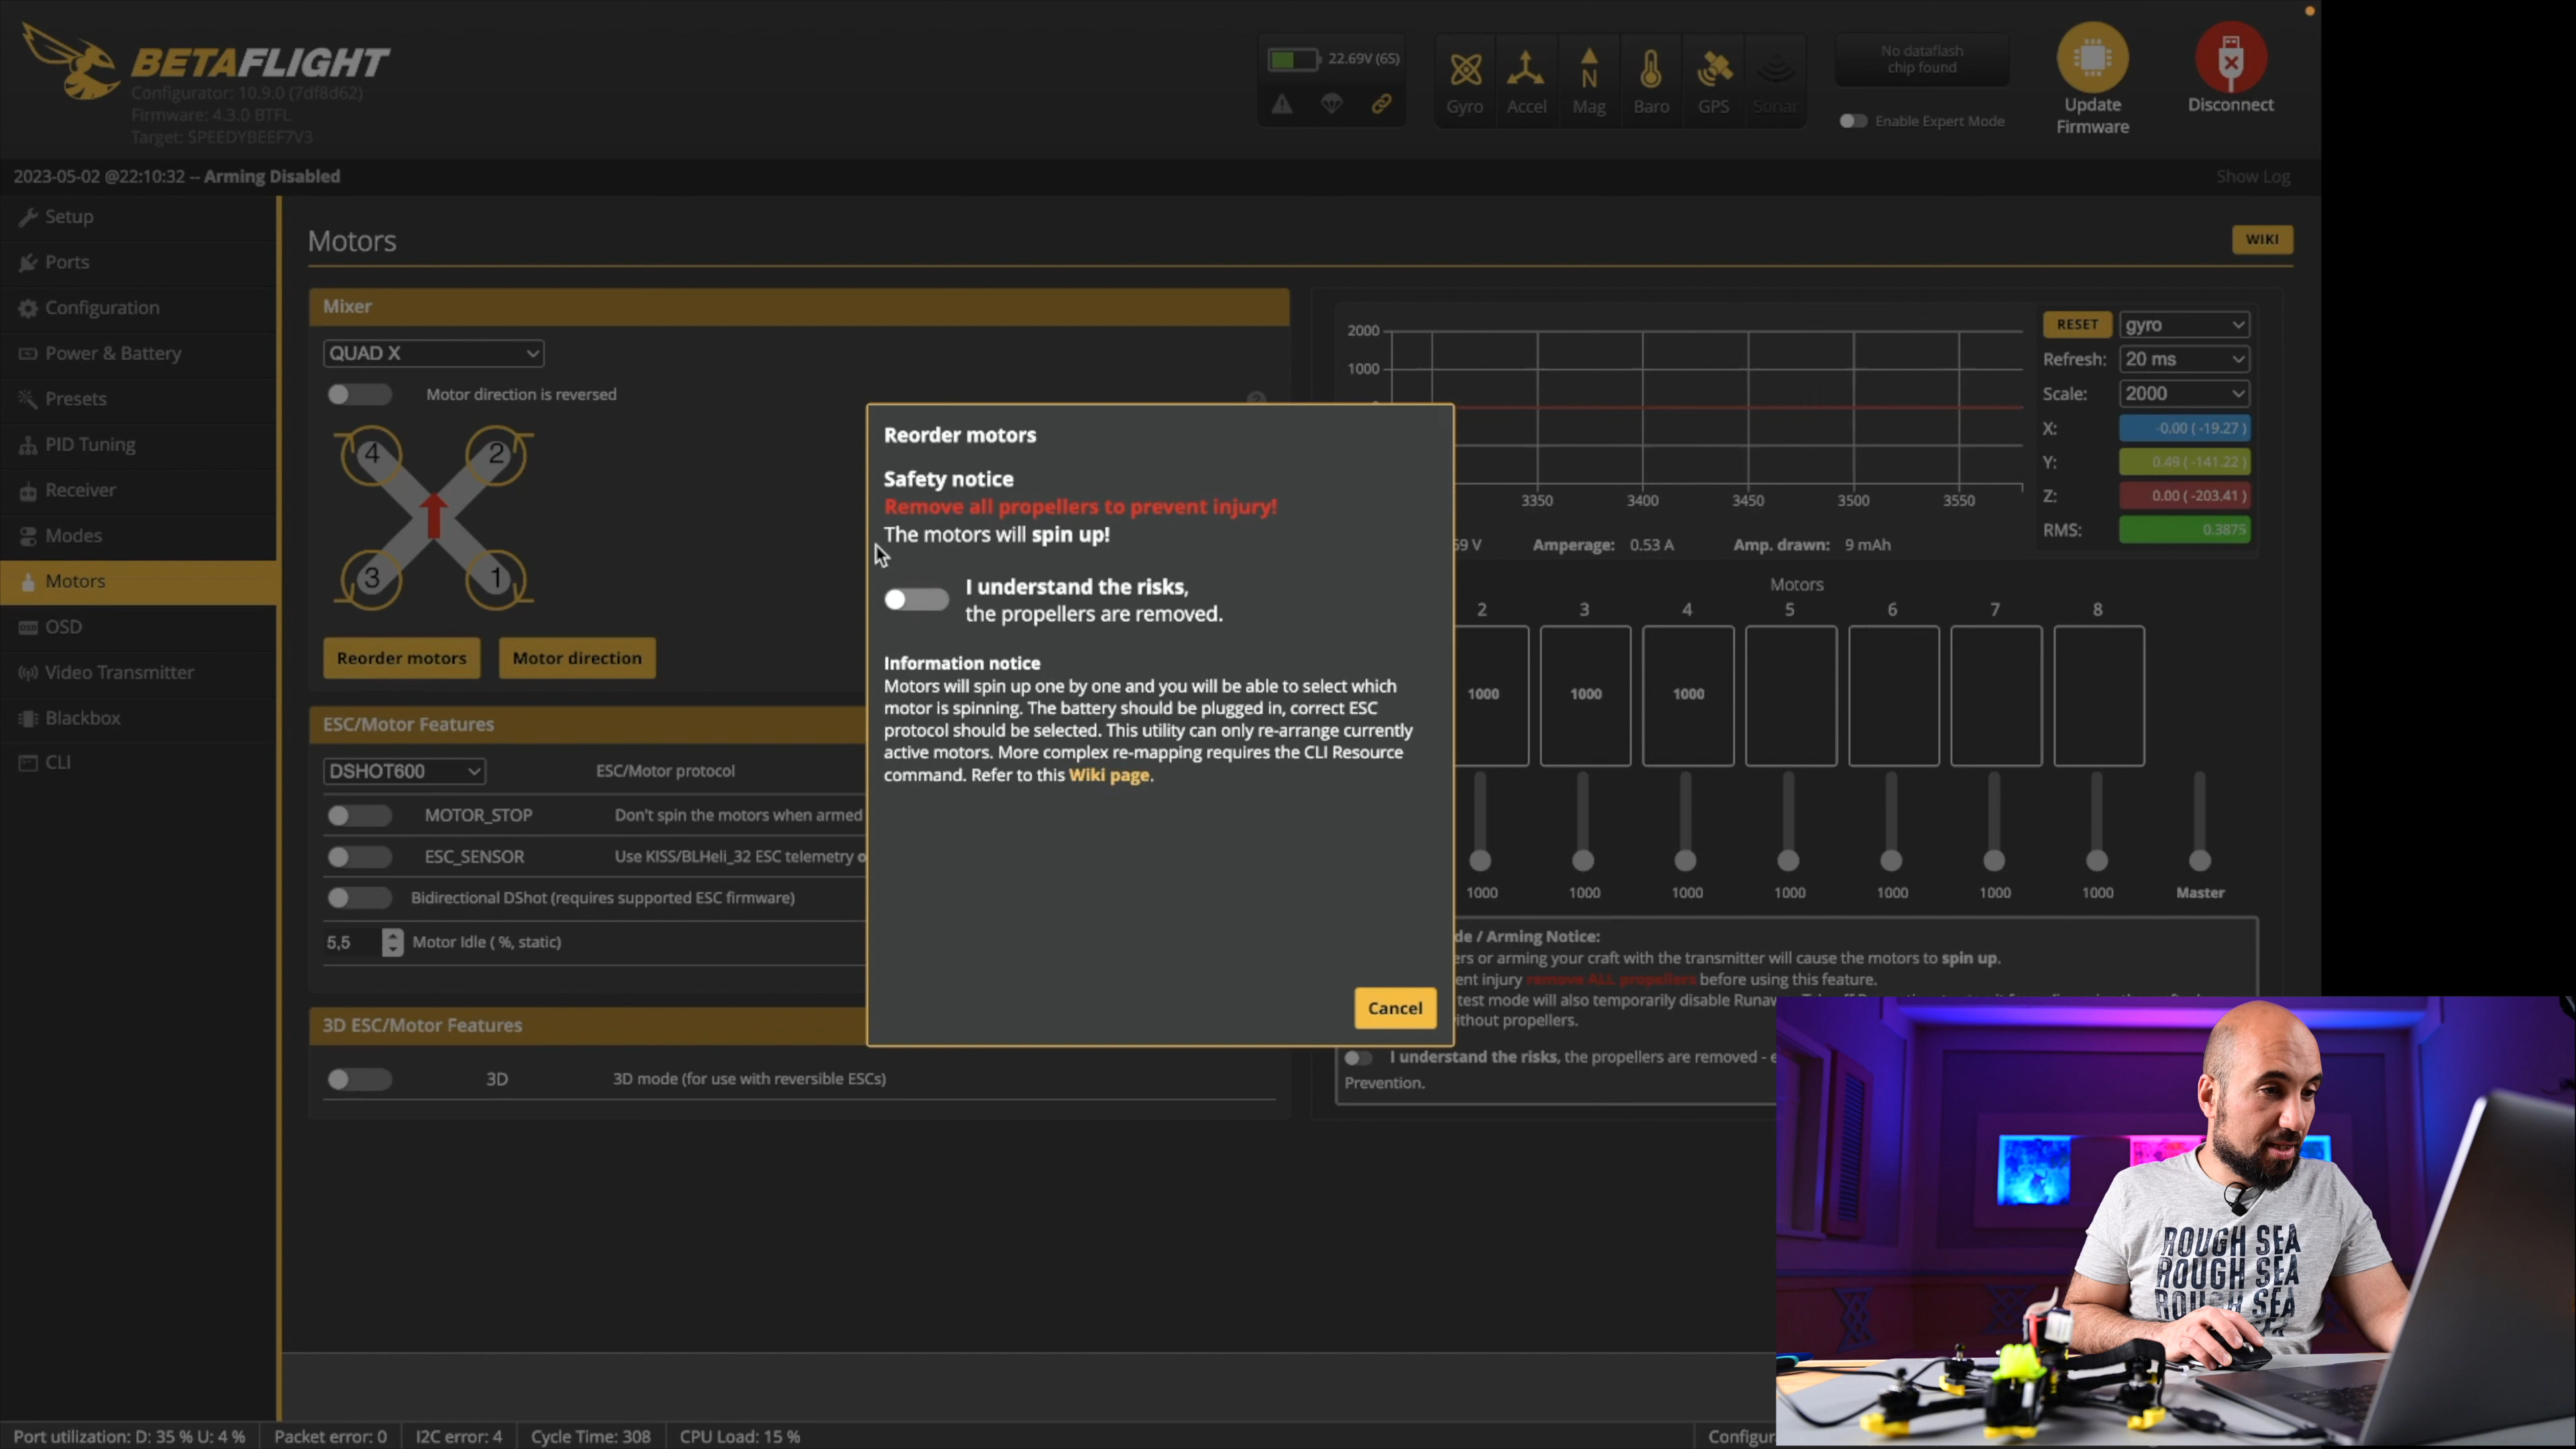 BETAFLIGHT
Configurator: 10.9.0 (7df8d62)
Firmware: 4.3.0 BTFL
Target: SPEEDYBEEF7V3
22.69V (6S)
Gyro
Accel
N
Mag
Baro
GPS
Sonar
No dataflash
chip found
Enable Expert Mode
Update
Firmware
Disconnect
2023-05-02 @22:10:32 -- Arming Disabled
Show Log
Setup
Ports
Configuration
Power & Battery
Presets
PID Tuning
Receiver
Modes
Motors
OSD
Video Transmitter
Blackbox
CLI
Motors
WIKI
Mixer
QUAD X
Motor direction is reversed
4
2
3
1
Reorder motors
Motor direction
ESC/Motor Features
DSHOT600
ESC/Motor protocol
MOTOR_STOP
Don't spin the motors when armed
ESC_SENSOR
Use KISS/BLHeli_32 ESC telemetry
Bidirectional DShot (requires supported ESC firmware)
5,5
Motor Idle ( %, static)
3D ESC/Motor Features
3D
3D mode (for use with reversible ESCs)
Reorder motors
Safety notice
Remove all propellers to prevent injury!
The motors will spin up!
I understand the risks,
the propellers are removed.
Information notice
Motors will spin up one by one and you will be able to select which
motor is spinning. The battery should be plugged in, correct ESC
protocol should be selected. This utility can only re-arrange currently
active motors. More complex re-mapping requires the CLI Resource
command. Refer to this Wiki page.
Cancel
2000
1000
3350
3400
3450
3500
3550
RESET
gyro
Refresh:
20 ms
Scale:
2000
X:
-0.00 ( -19.27 )
Y:
0.49 ( -141.22 )
Z:
0.00 ( -203.41 )
RMS:
0.3875
69 V
Amperage: 0.53 A
Amp. drawn: 9 mAh
Motors
2
3
4
5
6
7
8
1000
1000
1000
1000
1000
1000
1000
1000
1000
1000
Master
de / Arming Notice:
ers or arming your craft with the transmitter will cause the motors to spin up.
ent injury remove ALL propellers before using this feature.
test mode will also temporarily disable Runaw
ithout propellers.
I understand the risks, the propellers are removed - e
Prevention.
ROUGH SEA
ROUGH SEA
ROUGH SEA
Port utilization: D: 35 % U: 4 %
Packet error: 0
I2C error: 4
Cycle Time: 308
CPU Load: 15 %
Configur